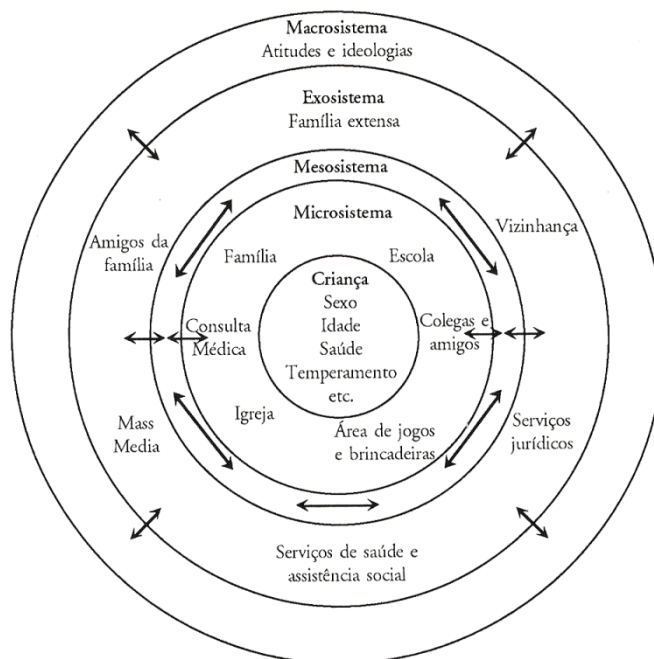 Macrosistema
Atitudes e ideologias
Exosistema
Família extensa
Mesosistema
Microsistema
Amigos da
família
Vizinhança
Família
Escola
Criança
Sexo
Idade
Saúde
Temperamento
etc.
Consulta
Médica
Colegas e
amigos
Igreja
Área de jogos
e brincadeiras
Mass
Media
Serviços
jurídicos
Serviços de saúde e
assistência social